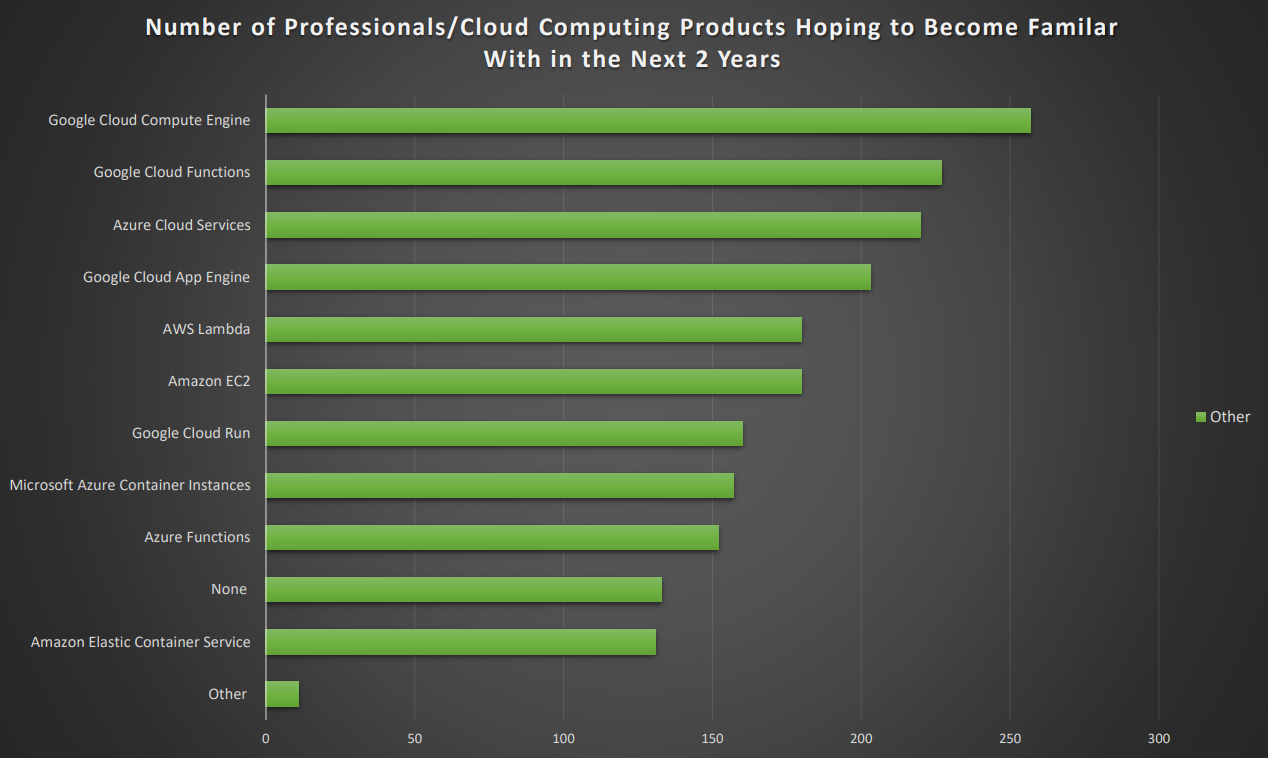 Number of Professionals/Cloud Computing Products Hoping to Become Familar
With in the Next 2 Years
Google Cloud Compute Engine
Google Cloud Functions
Azure Cloud Services
Google Cloud App Engine
AWS Lambda
Amazon EC2
Google Cloud Run
Microsoft Azure Container Instances
Azure Functions
None
Amazon Elastic Container Service
Other
0 50 100 150 200 250 300
Other